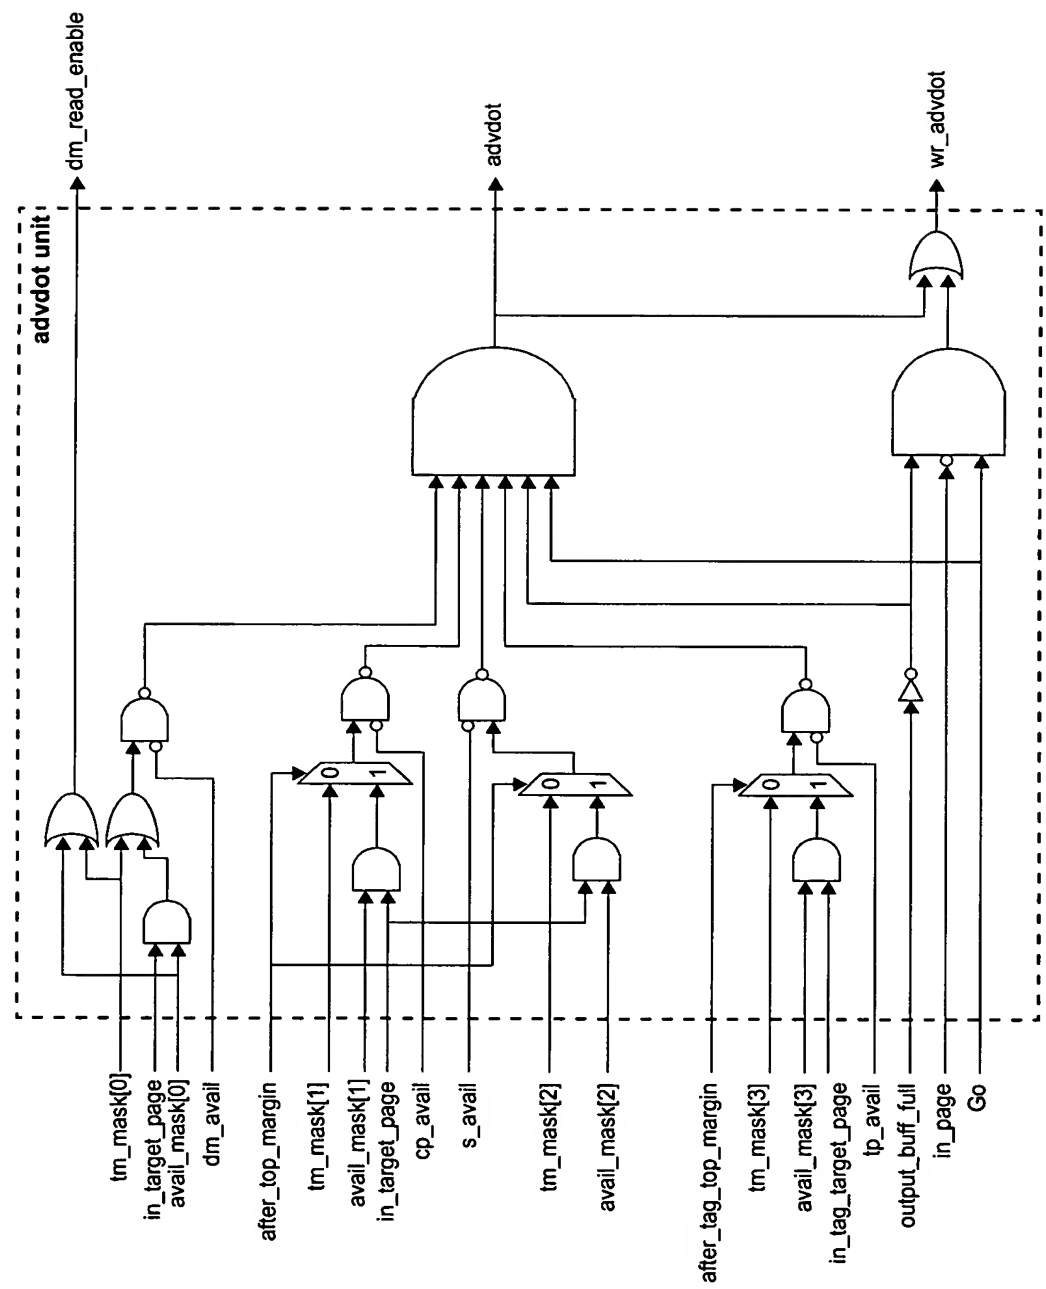 advdot unit
dm_read_enable
advdot
wr_advdot
0
1
0
1
0
1
tm_mask[0]
in_target_page
avail_mask[0]
dm_avail
after_top_margin
tm_mask[1]
avail_mask[1]
in_target_page
cp_avail
s_avail
tm_mask[2]
avail_mask[2]
after_tag_top_margin
tm_mask[3]
avail_mask[3]
in_tag_target_page
tp_avail
output_buff_full
in_page
Go